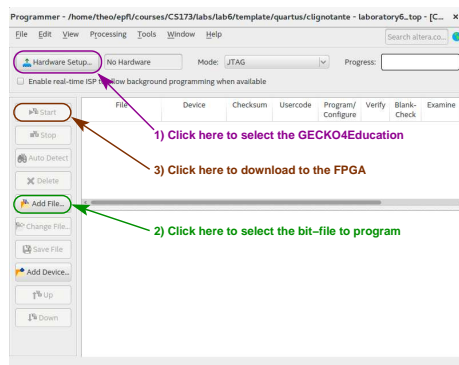 Programmer - /home/theo/epfl/courses/CS173/labs/lab6/template/quartus/clignotante - laboratory6_top - [C... ×
File Edit View Processing Tools Window Help
Search altera.co...
Hardware Setup... No Hardware Mode: JTAG Progress:
Enable real-time ISP to allow background programming when available
Start
Stop
Auto Detect
Delete
Add File...
Change File...
Save File
Add Device...
Up
Down
File Device Checksum Usercode Program/ Configure Verify Blank- Check Examine
1) Click here to select the GECKO4Education
3) Click here to download to the FPGA
2) Click here to select the bit–file to program